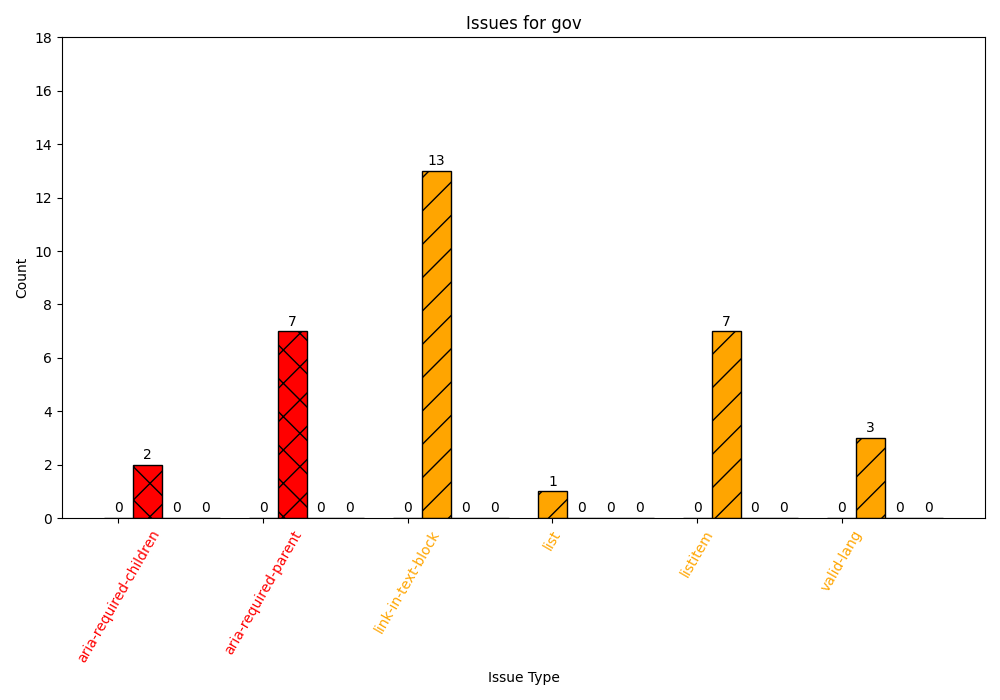 Issues for gov
18
16
14
12
10
8
6
4
2
0
Count
0 2 0 0
0 7 0 0
0 13 0 0
1 0 0 0
0 7 0 0
0 3 0 0
aria-required-children
aria-required-parent
link-in-text-block
list
listitem
valid-lang
Issue Type